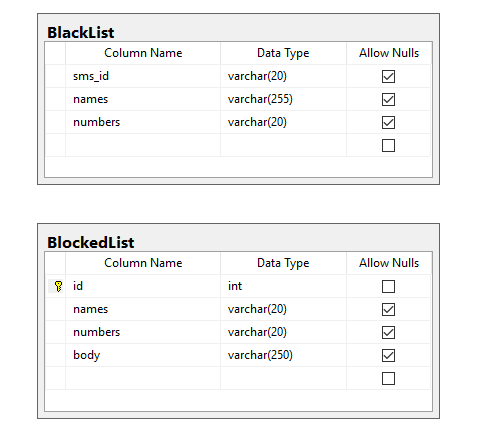 BlackList
Column Name Data Type Allow Nulls
sms_id varchar(20)
names varchar(255)
numbers varchar(20)
BlockedList
Column Name Data Type Allow Nulls
id int
names varchar(20)
numbers varchar(20)
body varchar(250)